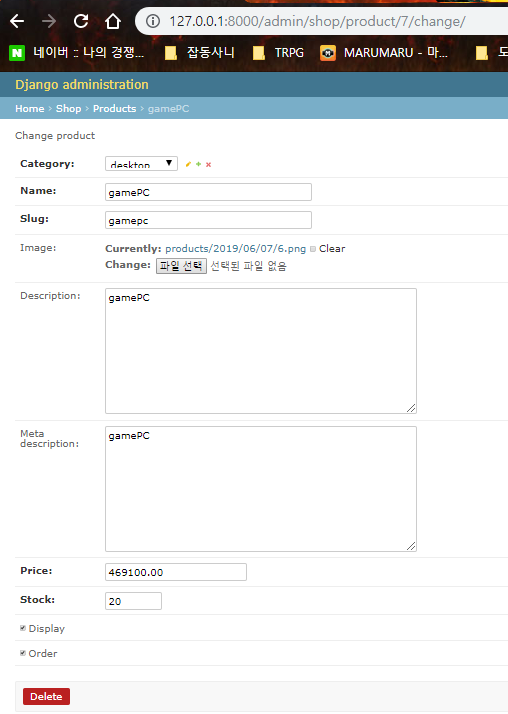 127.0.0.1:8000/admin/shop/product/7/change/
N 네이버 :: 나의 경쟁... 잡동사니 TRPG MARUMARU - 마... 도
Django administration
Home › Shop › Products › gamePC
Change product
Category: desktop
Name: gamePC
Slug: gamepc
Image: Currently: products/2019/06/07/6.png Clear
Change: 파일 선택 선택된 파일 없음
Description: gamePC
Meta description: gamePC
Price: 469100.00
Stock: 20
Display
Order
Delete